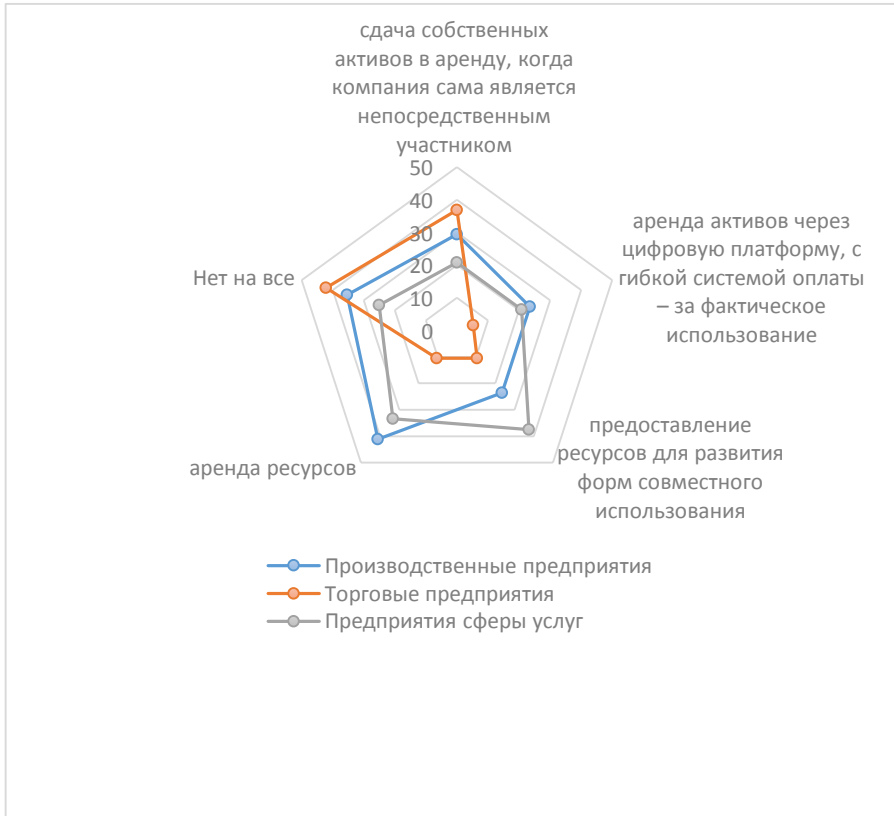 сдача собственных
активов в аренду, когда
компания сама является
непосредственным
участником
50
40
30
20
10
0
аренда активов через
цифровую платформу, с
гибкой системой оплаты
– за фактическое
использование
предоставление
ресурсов для развития
форм совместного
использования
аренда ресурсов
Нет на все
Производственные предприятия
Торговые предприятия
Предприятия сферы услуг